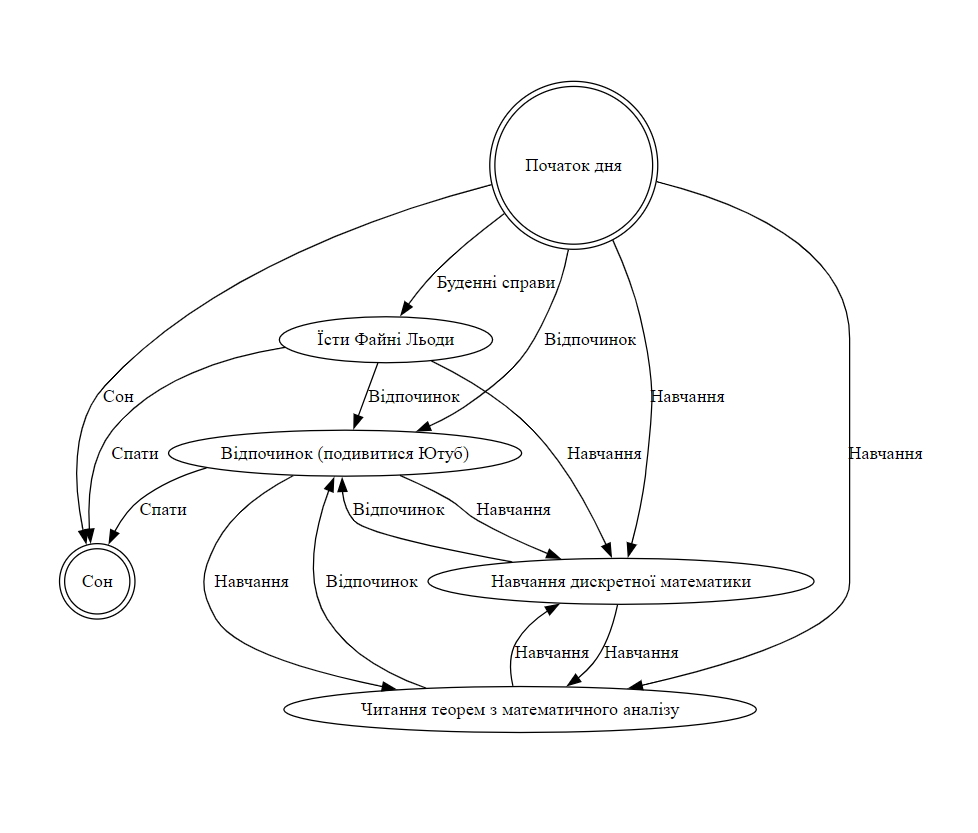 Початок дня
Буденні справи
Їсти Файні Льоди
Відпочинок
Сон
Відпочинок
Навчання
Спати
Відпочинок (подивитися Ютуб)
Навчання
Навчання
Спати
Відпочинок
Навчання
Сон
Навчання
Відпочинок
Навчання дискретної математики
Навчання
Навчання
Читання теорем з математичного аналізу